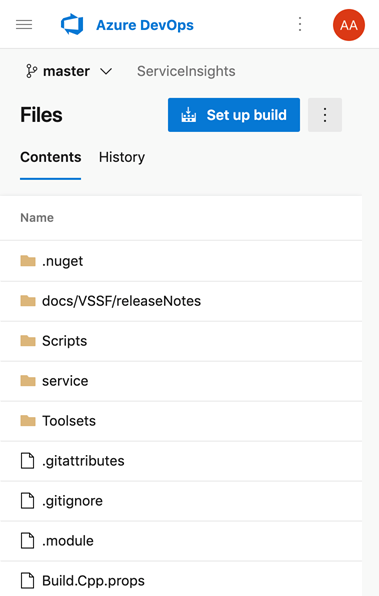 Azure DevOps
AA
master
ServiceInsights
Files
Set up build
Contents
History
Name
.nuget
docs/VSSF/releaseNotes
Scripts
service
Toolsets
.gitattributes
.gitignore
.module
Build.Cpp.props